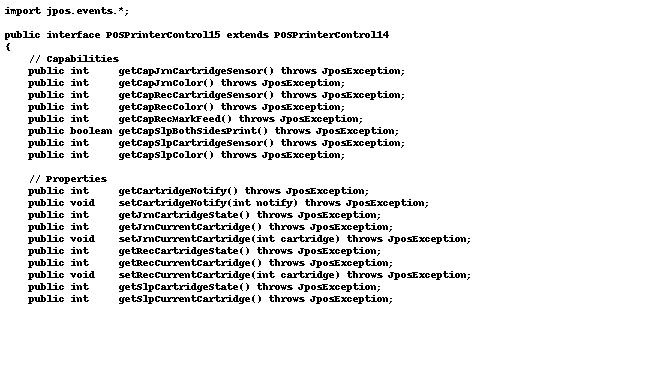 import jpos.events.*;

public interface POSPrinterControl15 extends POSPrinterControl14
{
    // Capabilities
    public int     getCapJrnCartridgeSensor() throws JposException;
    public int     getCapJrnColor() throws JposException;
    public int     getCapRecCartridgeSensor() throws JposException;
    public int     getCapRecColor() throws JposException;
    public int     getCapRecMarkFeed() throws JposException;
    public boolean getCapSlpBothSidesPrint() throws JposException;
    public int     getCapSlpCartridgeSensor() throws JposException;
    public int     getCapSlpColor() throws JposException;

    // Properties
    public int     getCartridgeNotify() throws JposException;
    public void    setCartridgeNotify(int notify) throws JposException;
    public int     getJrnCartridgeState() throws JposException;
    public int     getJrnCurrentCartridge() throws JposException;
    public void    setJrnCurrentCartridge(int cartridge) throws JposException;
    public int     getRecCartridgeState() throws JposException;
    public int     getRecCurrentCartridge() throws JposException;
    public void    setRecCurrentCartridge(int cartridge) throws JposException;
    public int     getSlpCartridgeState() throws JposException;
    public int     getSlpCurrentCartridge() throws JposException;